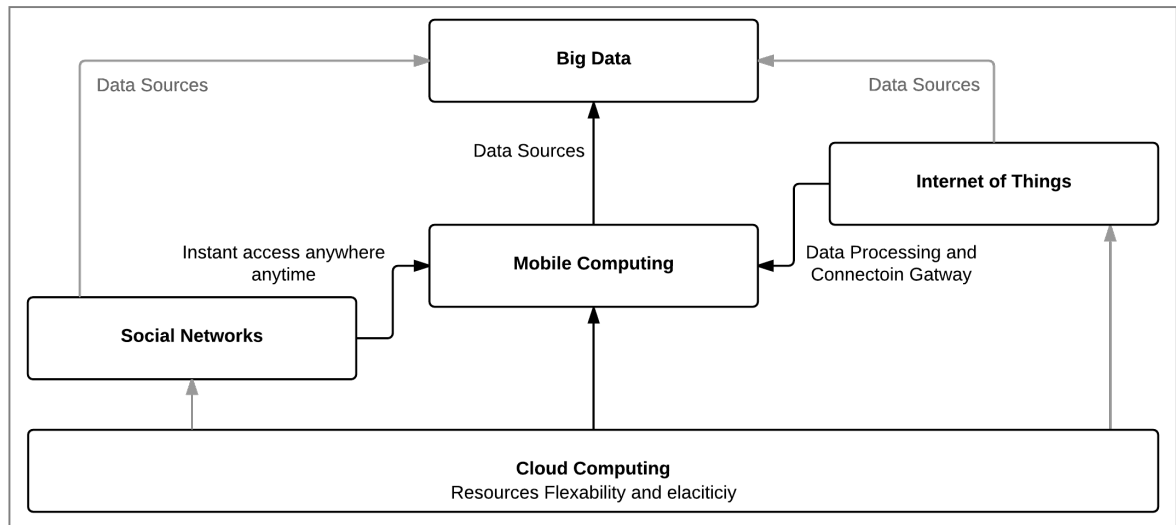 Big Data
Data Sources
Data Sources
Data Sources
Internet of Things
Instant access anywhere
anytime
Mobile Computing
Data Processing and
Connectoin Gatway
Social Networks
Cloud Computing
Resources Flexability and elaciticiy